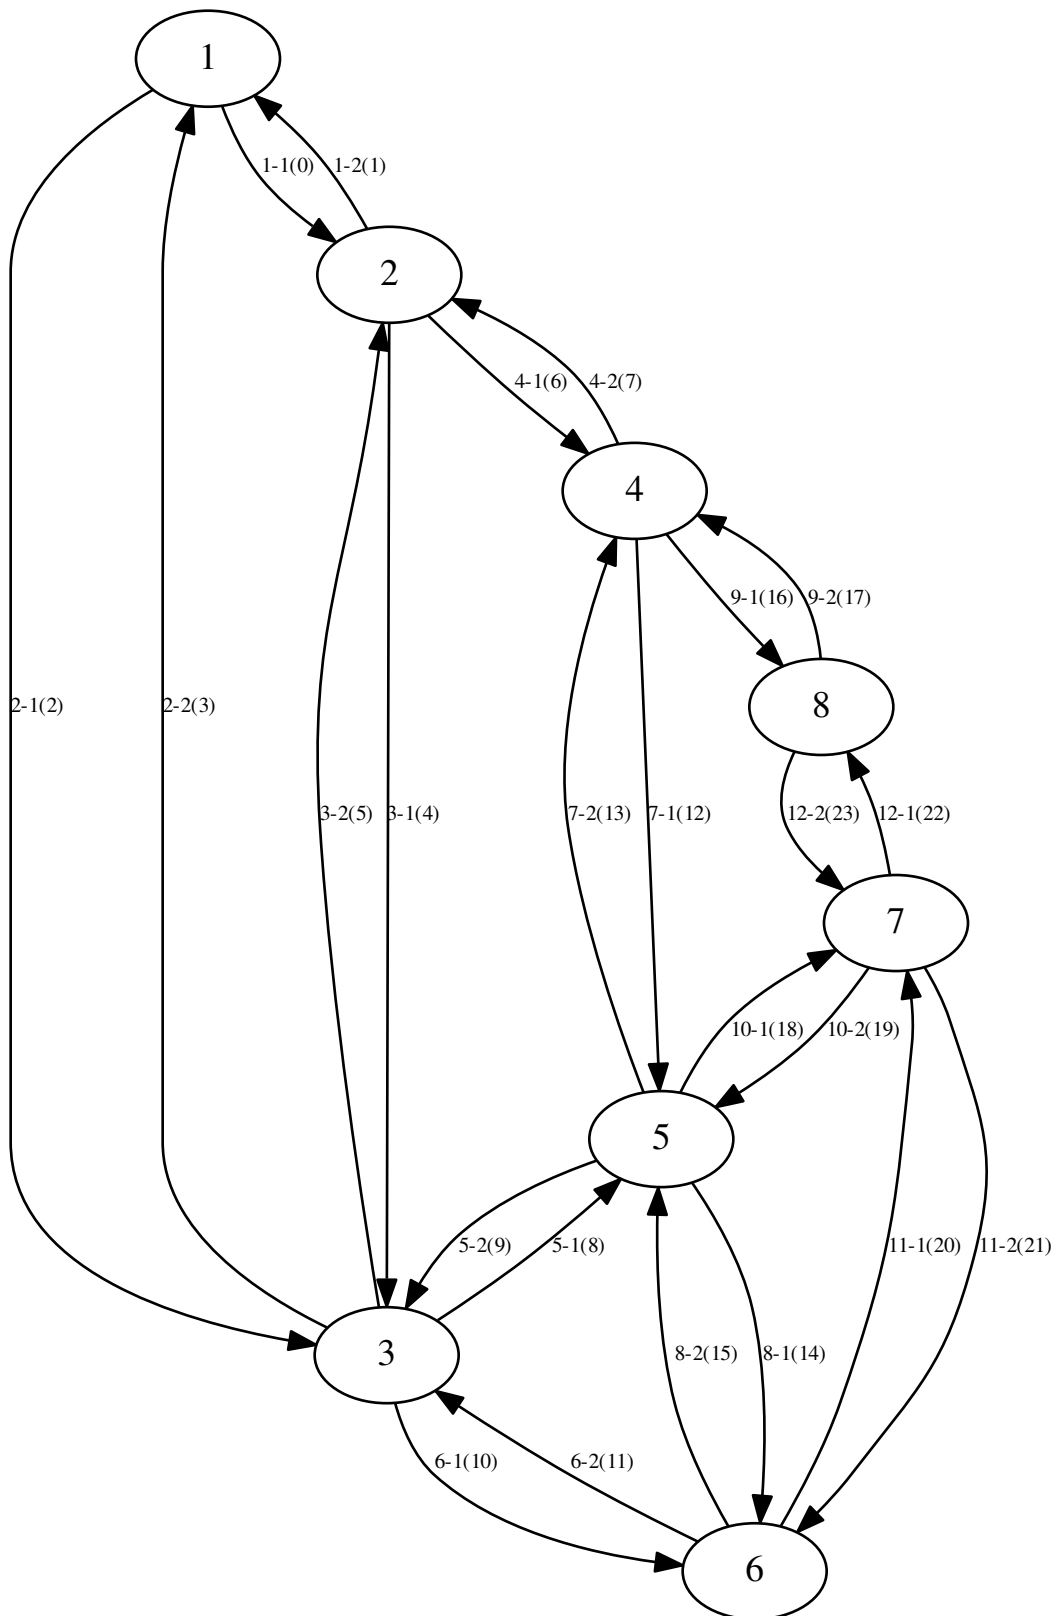 1
1-1(0) 1-2(1)
2
4-1(6) 4-2(7)
4
9-1(16) 9-2(17)
2-1(2) 2-2(3) 8
3-2(5) 3-1(4) 7-2(13) 7-1(12) 12-2(23) 12-1(22)
7
10-1(18) 10-2(19)
5
5-2(9) 5-1(8) 11-1(20) 11-2(21)
3 8-2(15) 8-1(14)
6-1(10) 6-2(11)
6